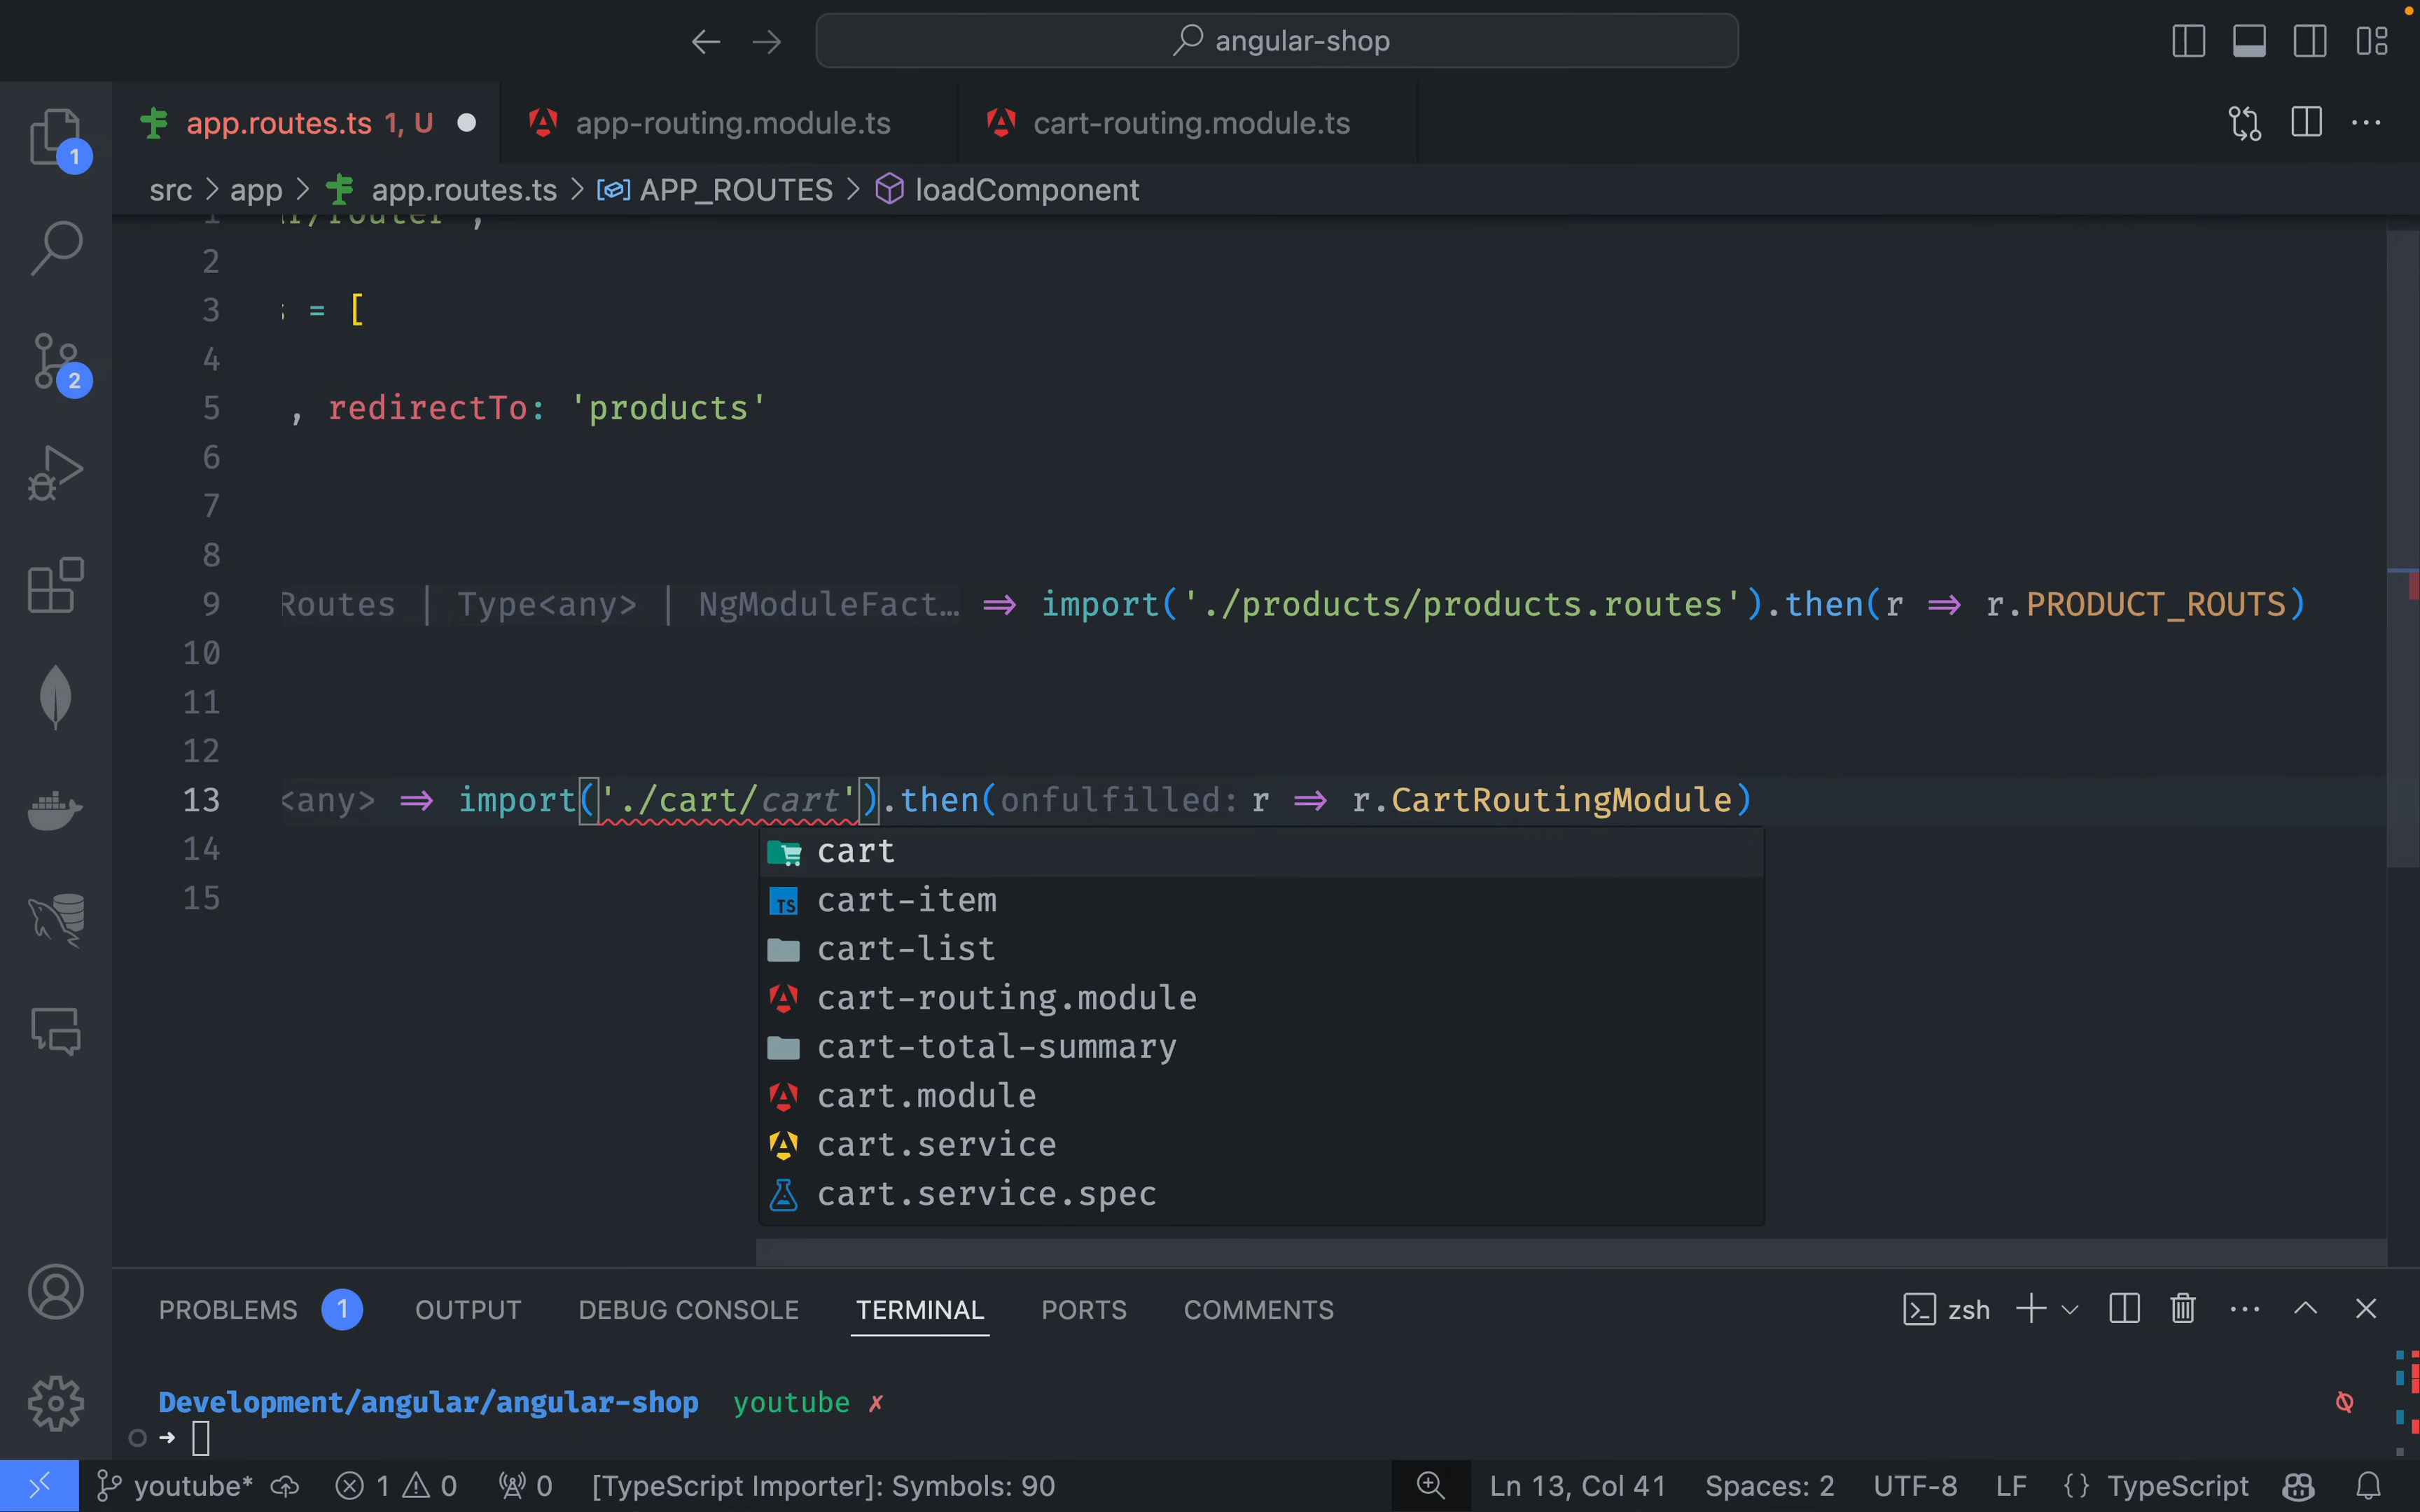 angular-shop
app.routes.ts 1, U ● app-routing.module.ts cart-routing.module.ts
src > app > app.routes.ts > APP_ROUTES > loadComponent
1
2
3 = [
4
5 , redirectTo: 'products'
6
7
8
9 Routes | Type<any> | NgModuleFact… ⇒ import('./products/products.routes').then(r ⇒ r.PRODUCT_ROUTS)
10
11
12
13 <any> ⇒ import('./cart/cart').then(onfulfilled: r ⇒ r.CartRoutingModule)
14
15
cart
cart-item
cart-list
cart-routing.module
cart-total-summary
cart.module
cart.service
cart.service.spec
1
2
PROBLEMS 1 OUTPUT DEBUG CONSOLE TERMINAL PORTS COMMENTS zsh
Development/angular/angular-shop youtube ✗
➜
youtube* 1 0 0 [TypeScript Importer]: Symbols: 90 Ln 13, Col 41 Spaces: 2 UTF-8 LF {} TypeScript